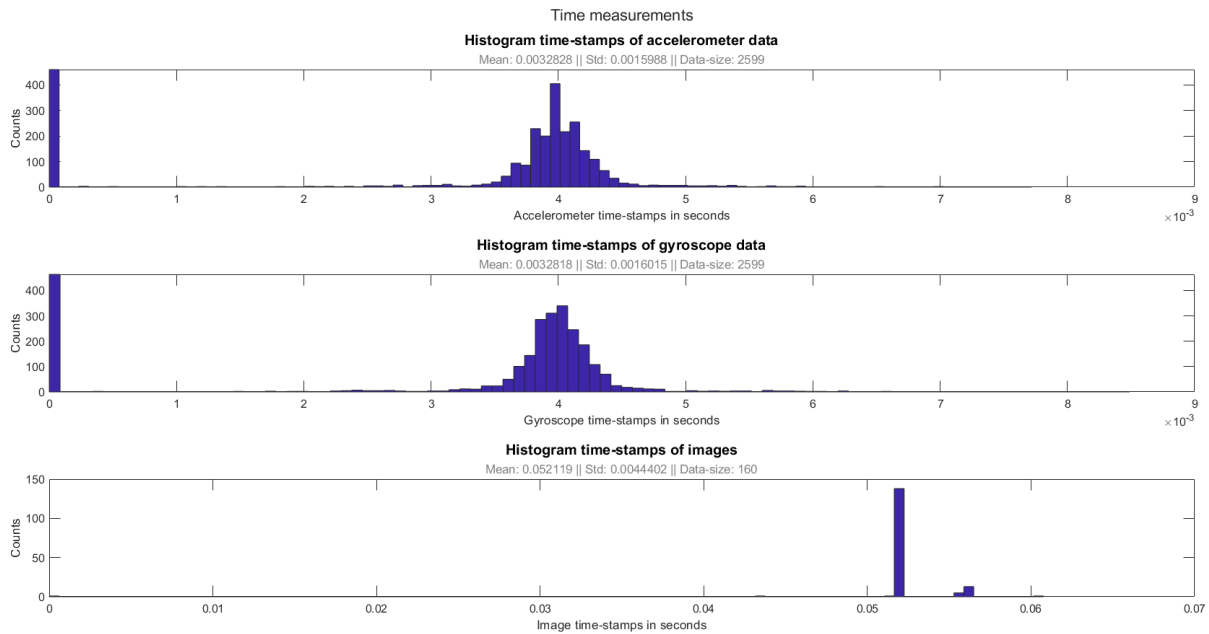 Time measurements
Histogram time-stamps of accelerometer data
Mean: 0.0032828 || Std: 0.0015988 || Data-size: 2599
400
300
200
100
0
Counts
0 1 2 3 4 5 6 7 8 9
×10-3
Accelerometer time-stamps in seconds
Histogram time-stamps of gyroscope data
Mean: 0.0032818 || Std: 0.0016015 || Data-size: 2599
400
300
200
100
0
Counts
0 1 2 3 4 5 6 7 8 9
×10-3
Gyroscope time-stamps in seconds
Histogram time-stamps of images
Mean: 0.052119 || Std: 0.0044402 || Data-size: 160
150
100
50
0
Counts
0 0.01 0.02 0.03 0.04 0.05 0.06 0.07
Image time-stamps in seconds